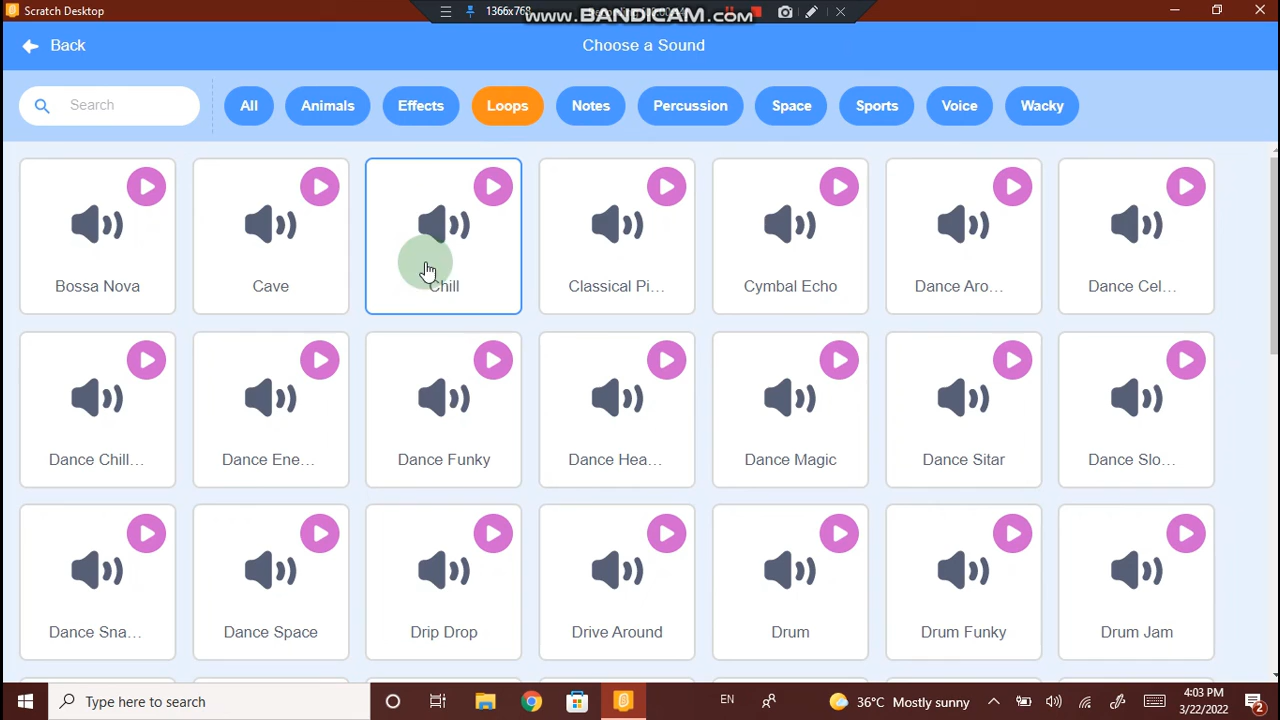 Scratch Desktop
1366x768
www.BANDICAM.com
Back
Choose a Sound
Search
All
Animals
Effects
Loops
Notes
Percussion
Space
Sports
Voice
Wacky
Bossa Nova
Cave
Chill
Classical Pi...
Cymbal Echo
Dance Aro...
Dance Cel...
Dance Chill...
Dance Ene...
Dance Funky
Dance Hea...
Dance Magic
Dance Sitar
Dance Slo...
Dance Sna...
Dance Space
Drip Drop
Drive Around
Drum
Drum Funky
Drum Jam
Type here to search
EN
36°C Mostly sunny
4:03 PM
3/22/2022
2